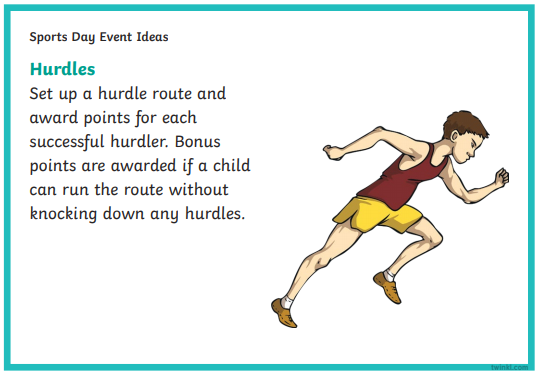 Sports Day Event Ideas
Hurdles
Set up a hurdle route and
award points for each
successful hurdler. Bonus
points are awarded if a child
can run the route without
knocking down any hurdles.
twinkl.com